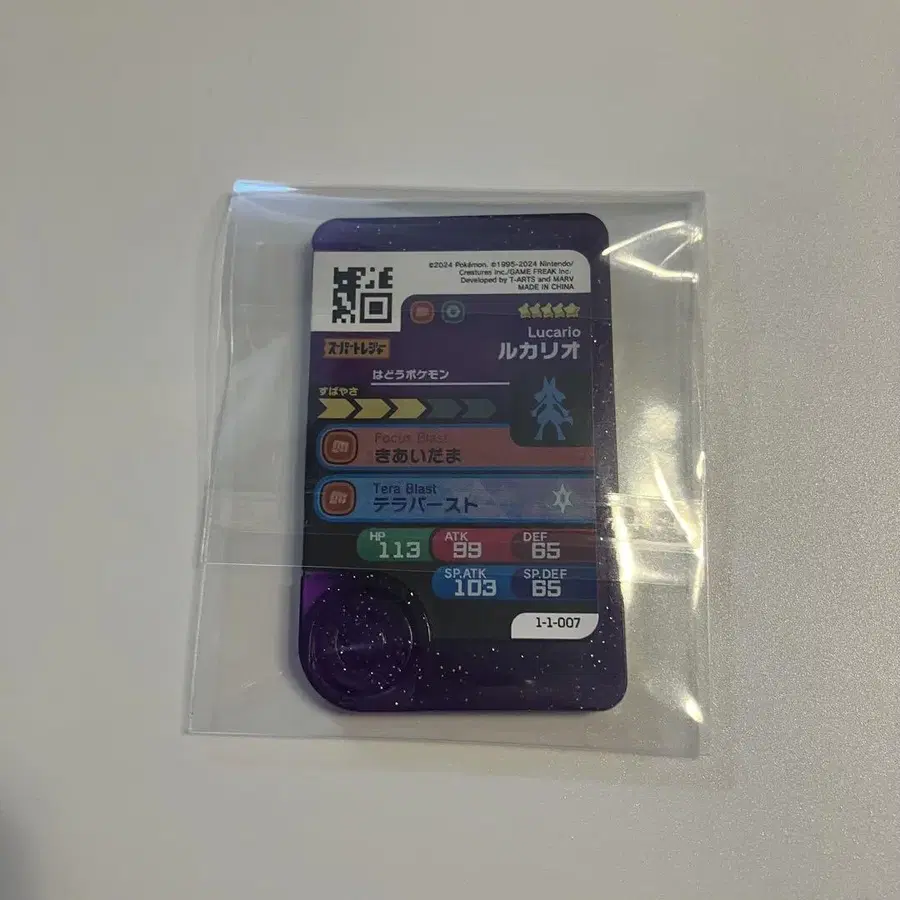 ©2024 Pokémon. ©1995-2024 Nintendo/
Creatures Inc./GAME FREAK Inc.
Developed by T-ARTS and MARV
MADE IN CHINA
Lucario
ルカリオ
スーパートレジャー
はどうポケモン
すばやさ
Focus Blast
きあいだま
Tera Blast
テラバースト
HP
113
ATK
99
DEF
65
SP.ATK
103
SP.DEF
65
1-1-007